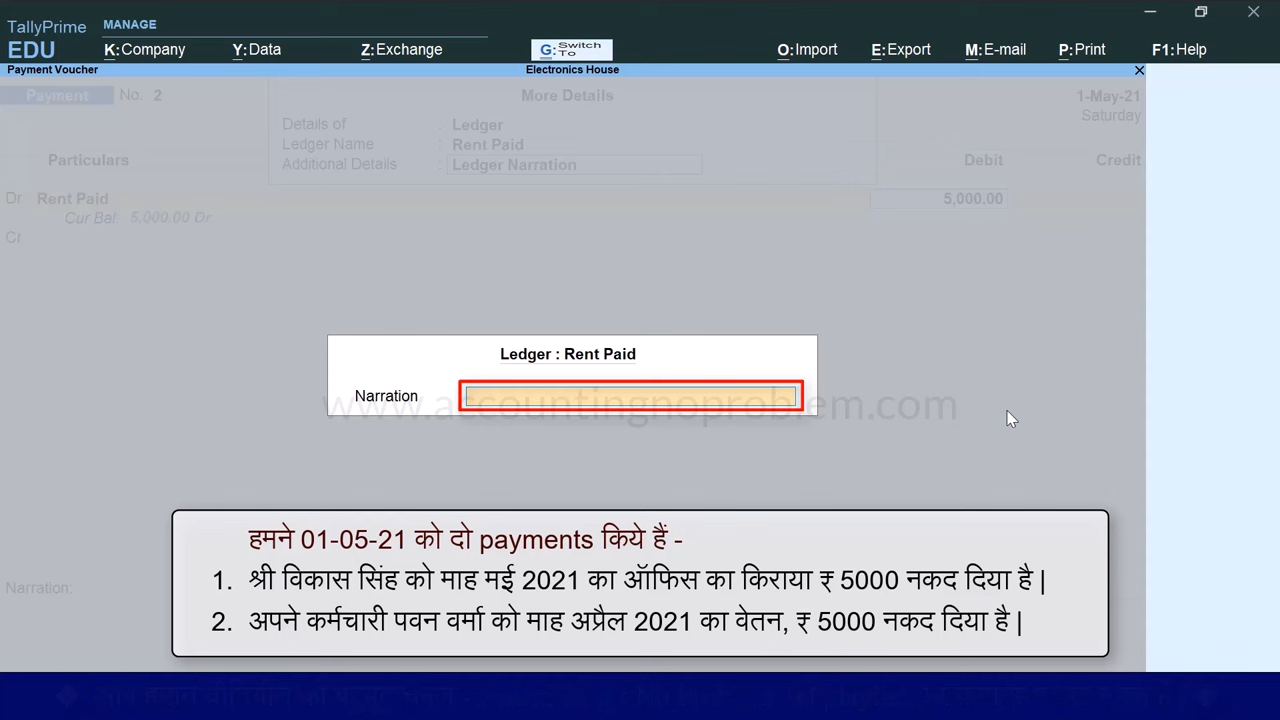 TallyPrime
EDU
MANAGE
K:Company Y:Data Z:Exchange G:Switch To O:Import E:Export M:E-mail P:Print F1:Help
Payment Voucher Electronics House
Payment No. 2 More Details 1-May-21
Saturday
Details of : Ledger
Ledger Name : Rent Paid
Additional Details : Ledger Narration
Particulars Debit Credit
Dr Rent Paid 5,000.00
Cur Bal: 5,000.00 Dr
Cr
Ledger : Rent Paid
Narration
www.accountingnoproblem.com
हमने 01-05-21 को दो payments किये हैं -
1. श्री विकास सिंह को माह मई 2021 का ऑफिस का किराया ₹ 5000 नकद दिया है |
2. अपने कर्मचारी पवन वर्मा को माह अप्रैल 2021 का वेतन, ₹ 5000 नकद दिया है |
Narration: